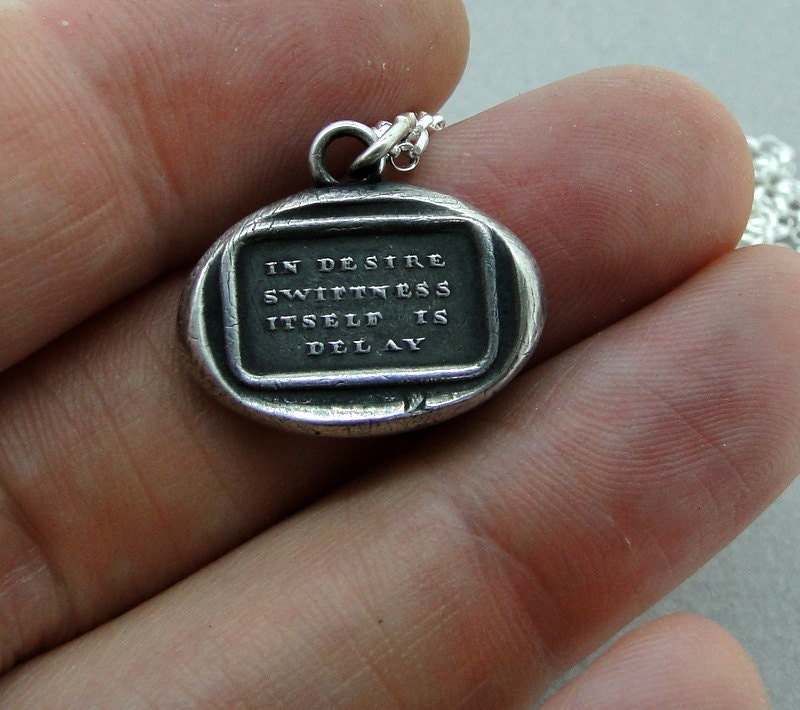 IN DESIRE
SWIFTNESS
ITSELF IS
DELAY